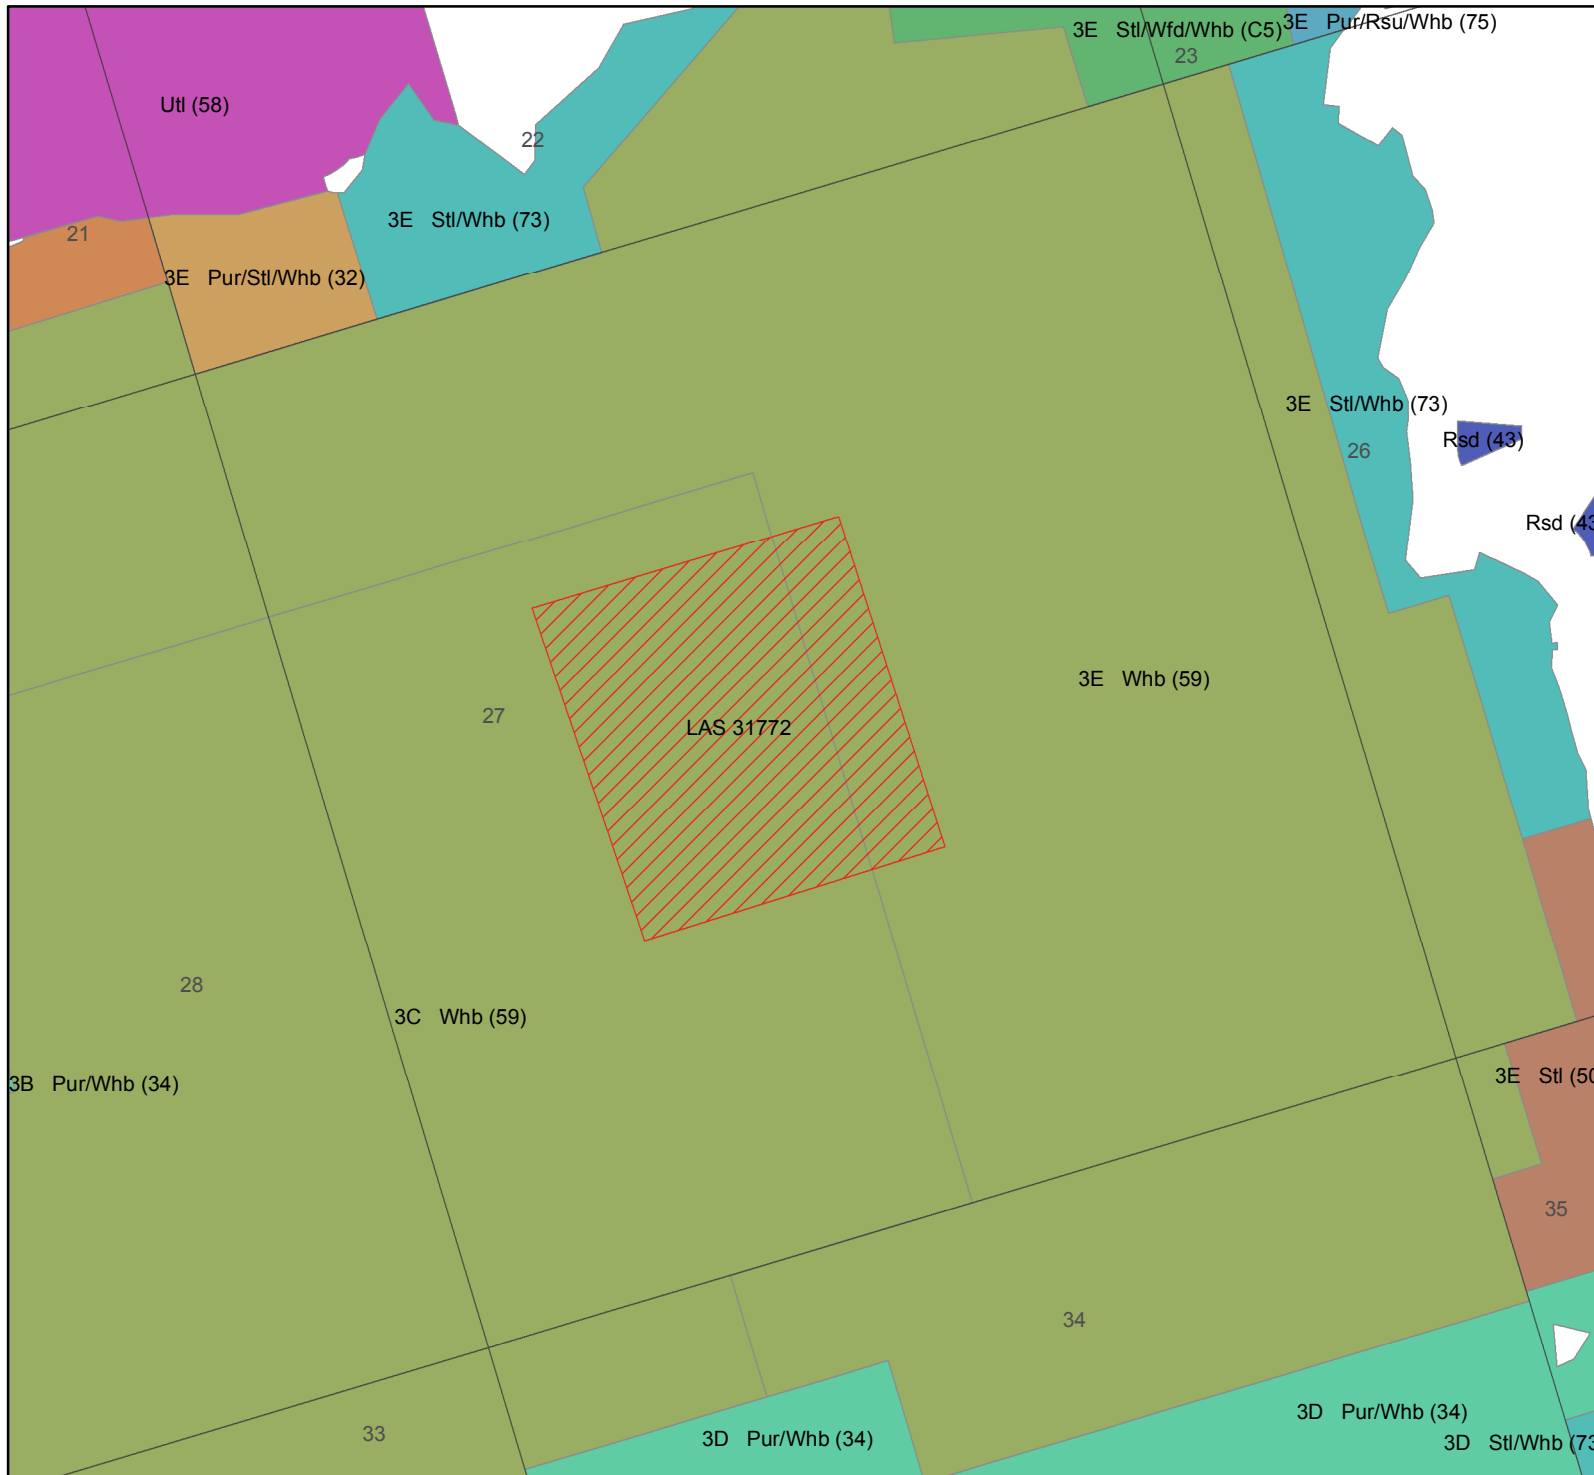 3E Stl/Wfd/Whb (C5)
3E Pur/Rsu/Whb (75)
23
Utl (58)
22
3E Stl/Whb (73)
21
3E Pur/Stl/Whb (32)
3E Stl/Whb (73)
Rsd (43)
26
Rsd (43
3E Whb (59)
27
LAS 31772
28
3C Whb (59)
3B Pur/Whb (34)
3E Stl (50
35
34
3D Pur/Whb (34)
33
3D Pur/Whb (34)
3D Stl/Whb (73